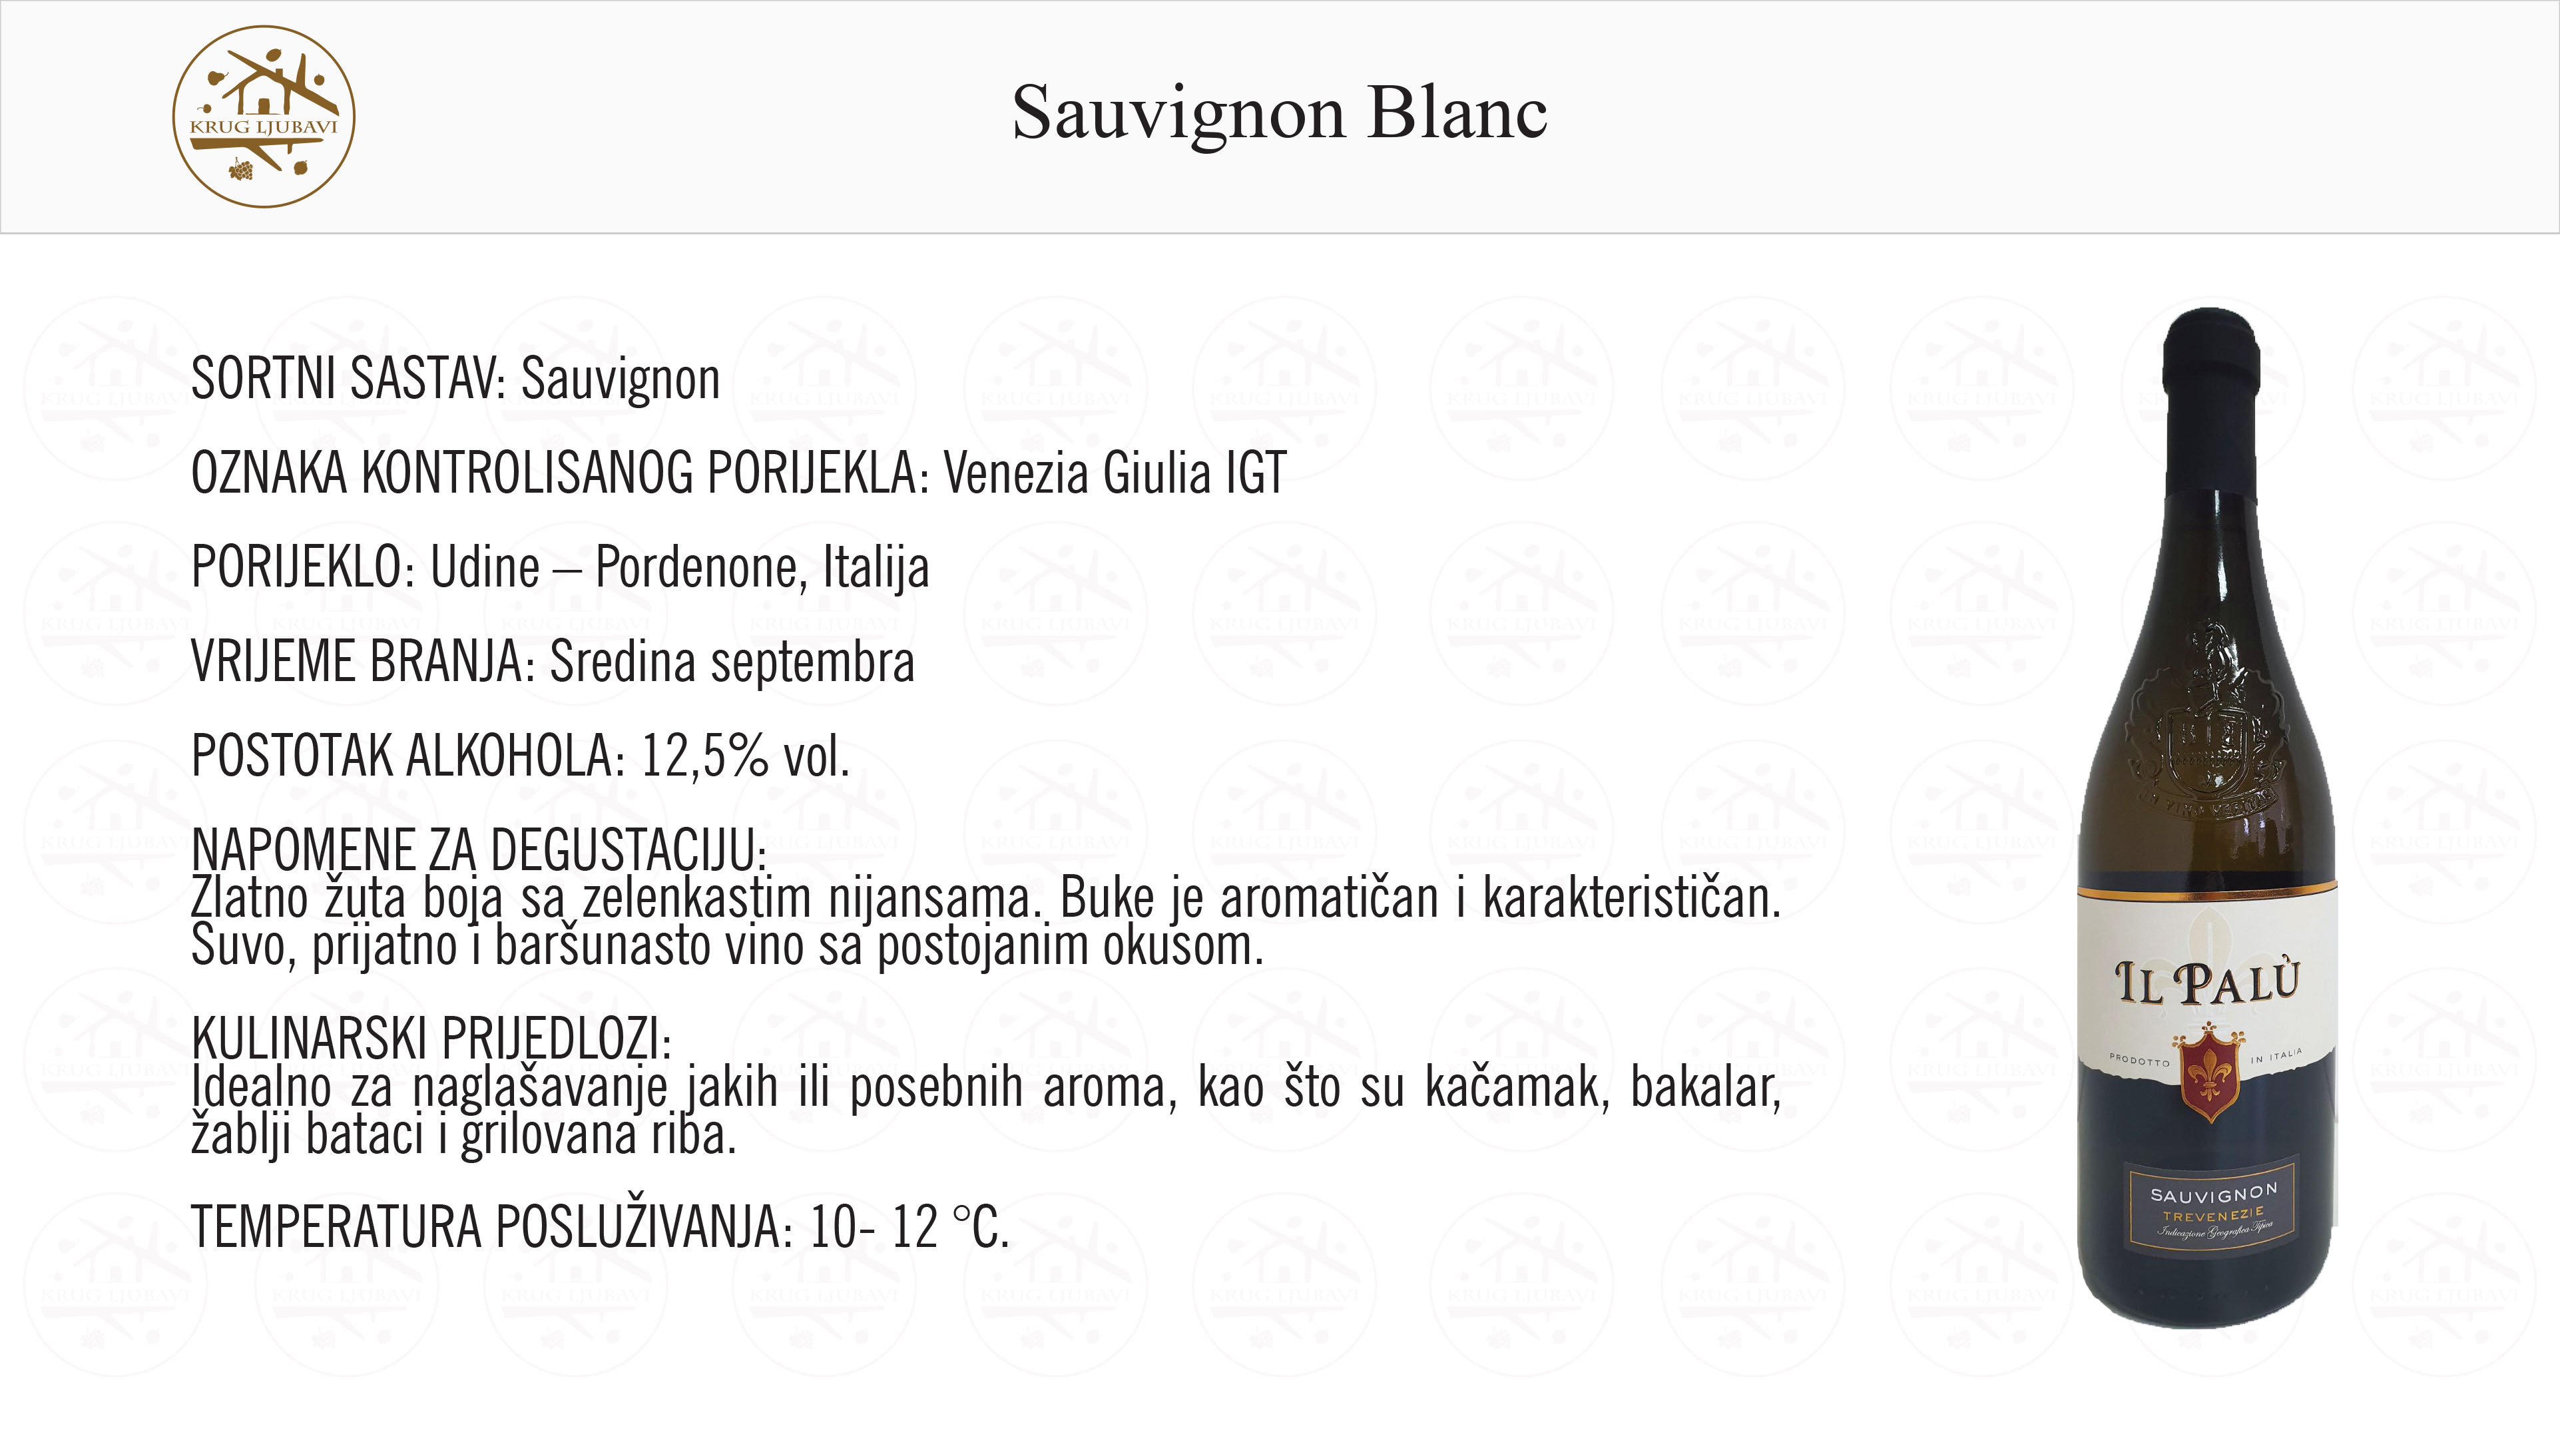 KRUG LJUBAVI
Sauvignon Blanc
SORTNI SASTAV: Sauvignon
OZNAKA KONTROLISANOG PORIJEKLA: Venezia Giulia IGT
PORIJEKLO: Udine – Pordenone, Italija
VRIJEME BRANJA: Sredina septembra
POSTOTAK ALKOHOLA: 12,5% vol.
NAPOMENE ZA DEGUSTACIJU:
Zlatno žuta boja sa zelenkastim nijansama. Buke je aromatičan i karakterističan.
Suvo, prijatno i baršunasto vino sa postojanim okusom.
KULINARSKI PRIJEDLOZI:
Idealno za naglašavanje jakih ili posebnih aroma, kao što su kačamak, bakalar,
žablji bataci i grilovana riba.
TEMPERATURA POSLUŽIVANJA: 10- 12 °C.
IL PALÙ
PRODOTTO IN ITALIA
SAUVIGNON
TREVENEZIE
Indicazione Geografica Tipica